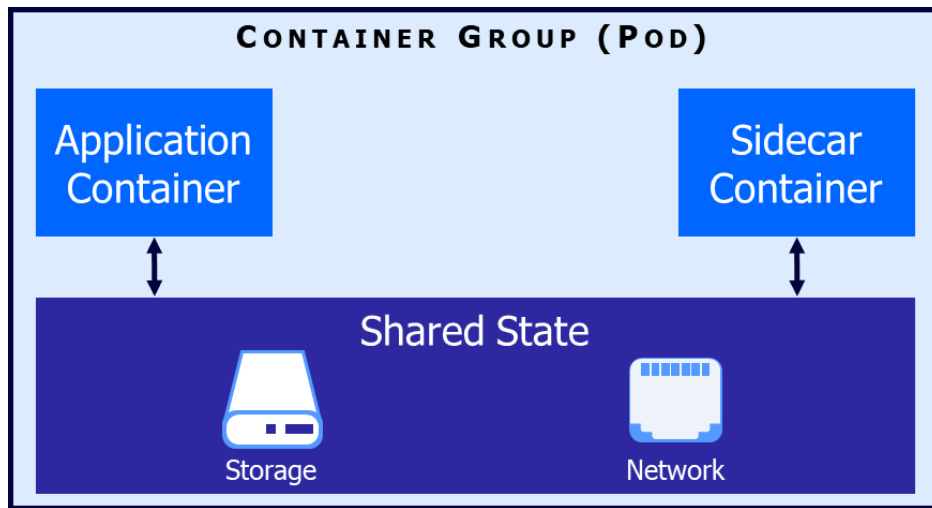 CONTAINER GROUP (POD)
Application
Container
Sidecar
Container
Shared State
Storage
Network